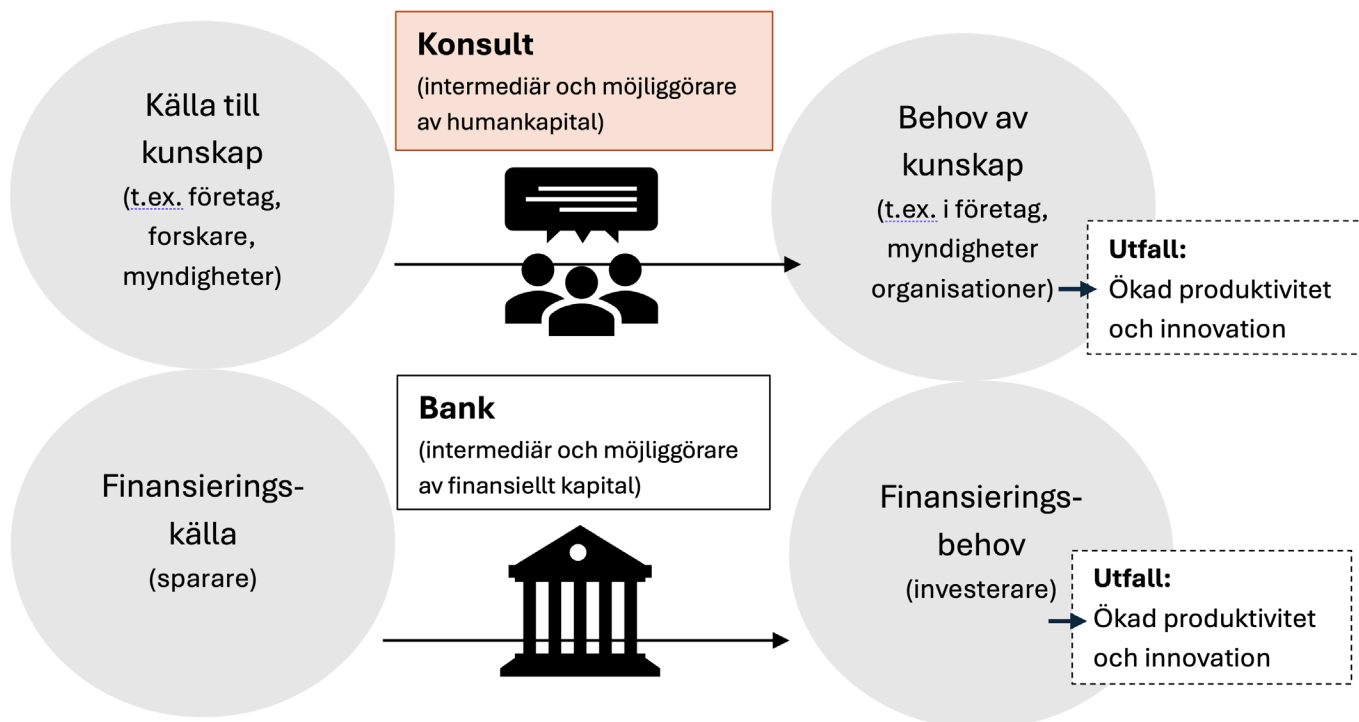 Källa till
kunskap
(t.ex. företag,
forskare,
myndigheter)
Konsult
(intermediär och möjliggörare
av humankapital)
Behov av
kunskap
(t.ex. i företag,
myndigheter
organisationer)
Utfall:
Ökad produktivitet
och innovation
Finansierings-
källa
(sparare)
Bank
(intermediär och möjliggörare
av finansiellt kapital)
Finansierings-
behov
(investerare)
Utfall:
Ökad produktivitet
och innovation